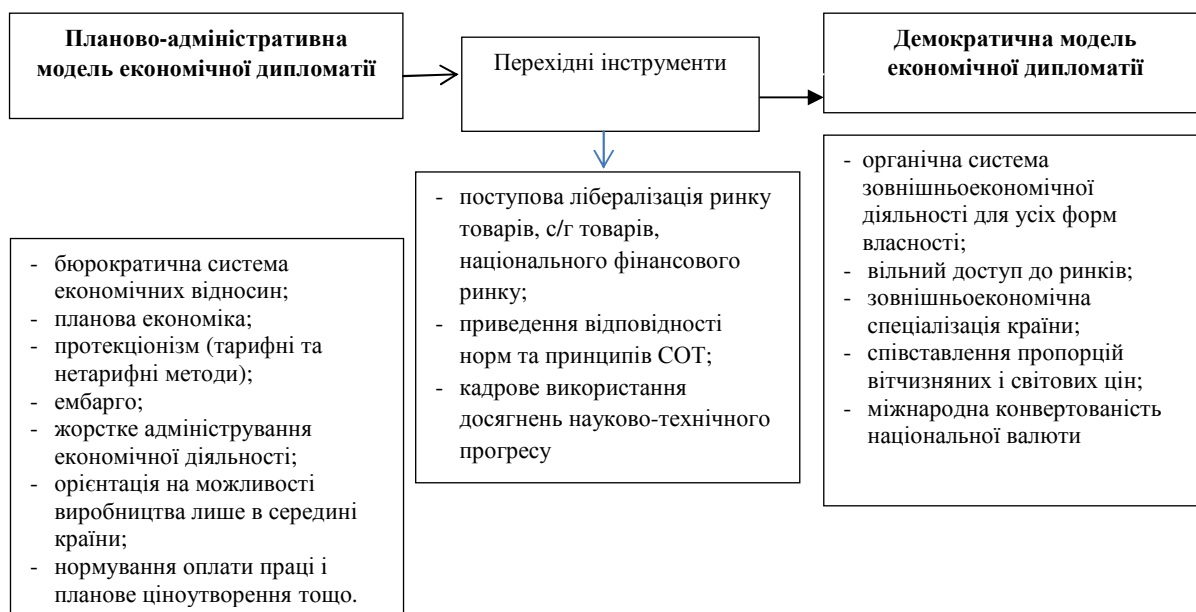 Планово-адміністративна
модель економічної дипломатії
Перехідні інструменти
Демократична модель
економічної дипломатії
- бюрократична система
економічних відносин;
- планова економіка;
- протекціонізм (тарифні та
нетарифні методи);
- ембарго;
- жорстке адміністрування
економічної діяльності;
- орієнтація на можливості
виробництва лише в середині
країни;
- нормування оплати праці і
планове ціноутворення тощо.
- поступова лібералізація ринку
товарів, с/г товарів,
національного фінансового
ринку;
- приведення відповідності
норм та принципів СОТ;
- кадрове використання
досягнень науково-технічного
прогресу
- органічна система
зовнішньоекономічної
діяльності для усіх форм
власності;
- вільний доступ до ринків;
- зовнішньоекономічна
спеціалізація країни;
- співставлення пропорцій
вітчизняних і світових цін;
- міжнародна конвертованість
національної валюти